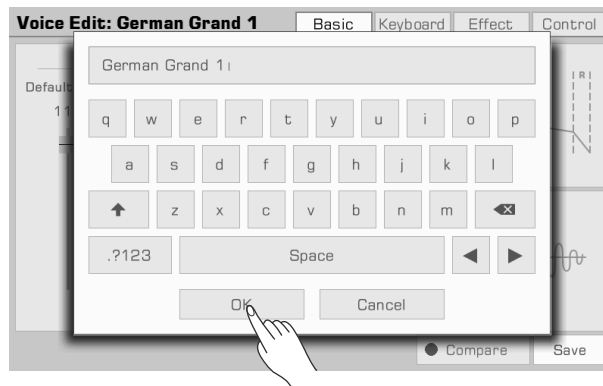 Voice Edit: German Grand 1 Basic Keyboard Effect Control
German Grand 1
Default
11
R
q w e r t y u i o p
a s d f g h j k l
z x c v b n m
.?123 Space
OK Cancel
Compare Save